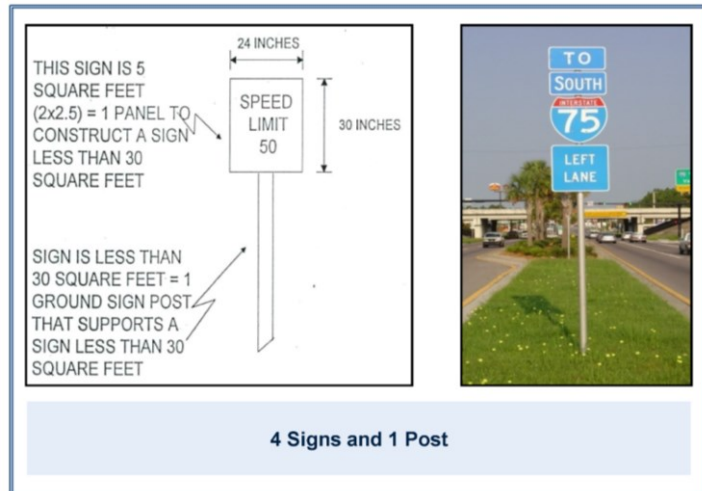 THIS SIGN IS 5
SQUARE FEET
(2x2.5) = 1 PANEL TO
CONSTRUCT A SIGN
LESS THAN 30
SQUARE FEET
24 INCHES
SPEED
LIMIT
50
30 INCHES
SIGN IS LESS THAN
30 SQUARE FEET = 1
GROUND SIGN POST
THAT SUPPORTS A
SIGN LESS THAN 30
SQUARE FEET
TO
SOUTH
INTERSTATE
75
LEFT
LANE
4 Signs and 1 Post